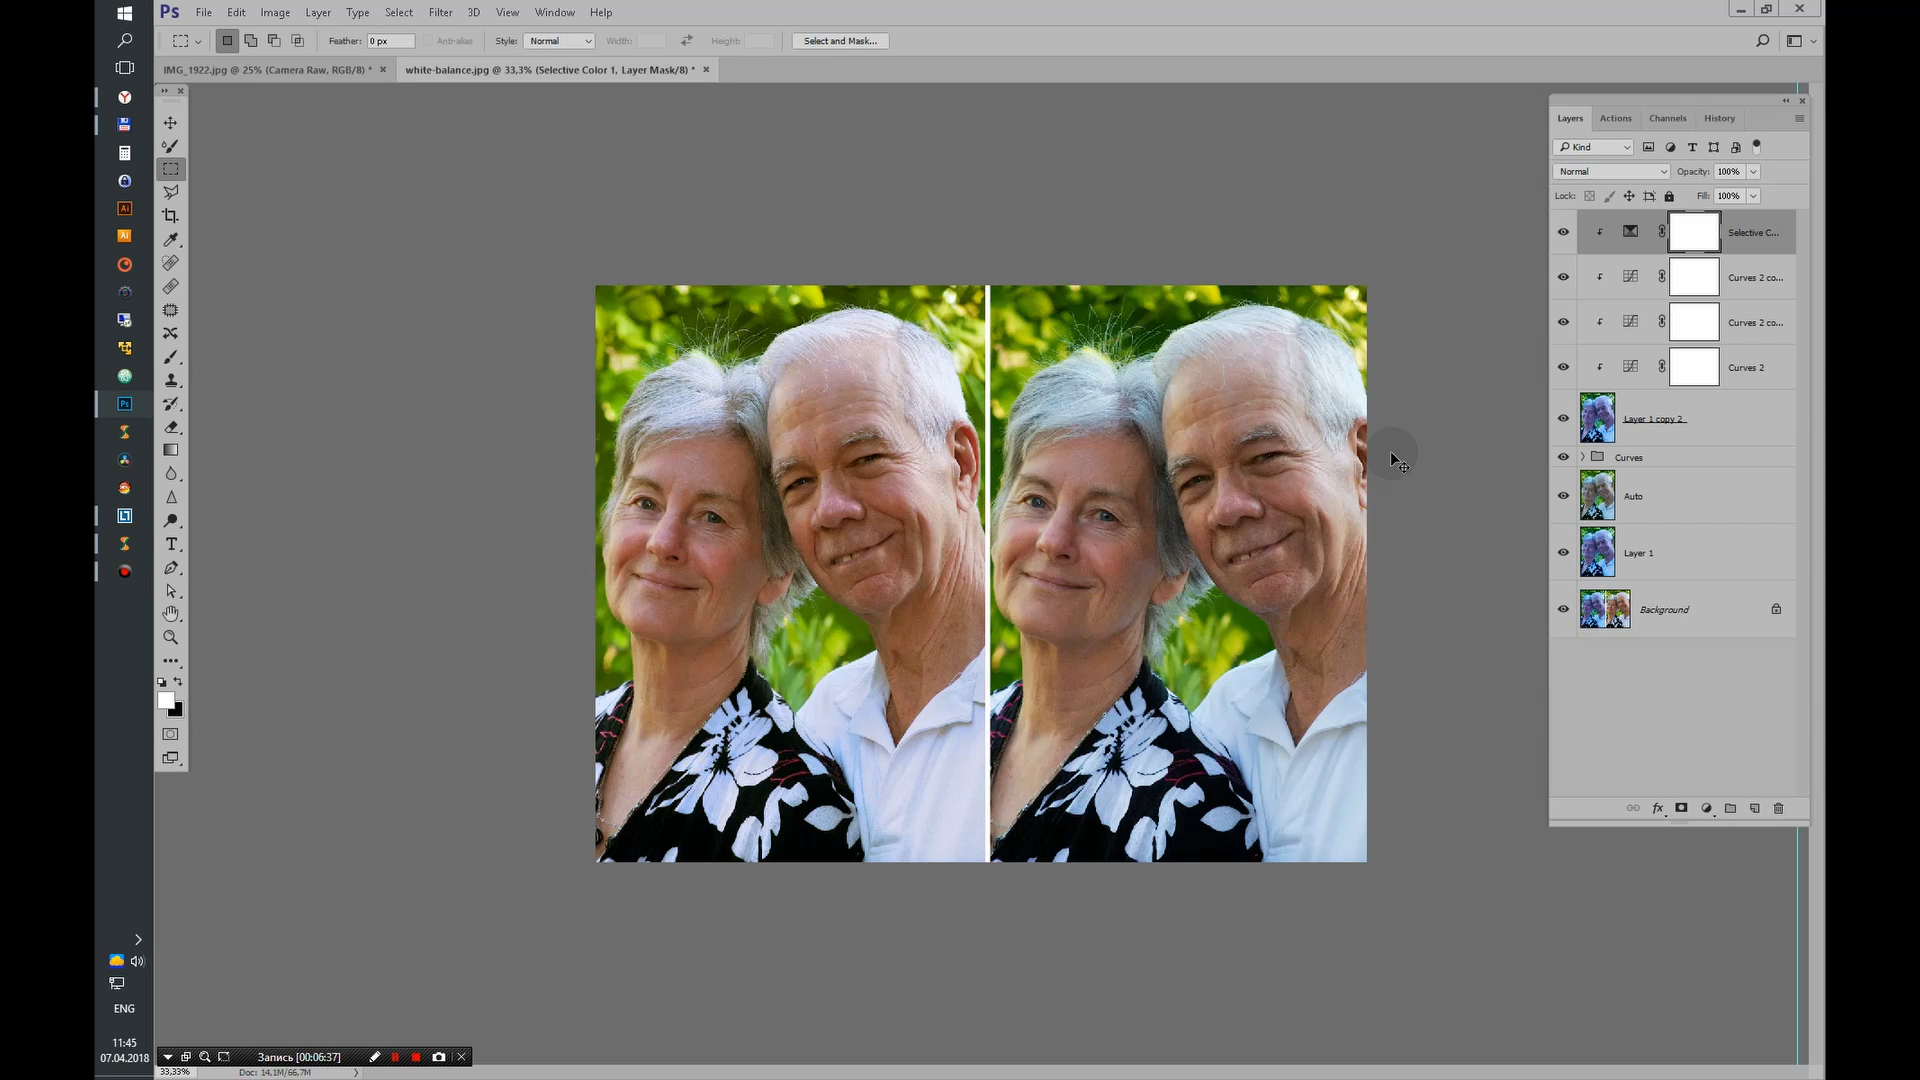 Ps File Edit Image Layer Type Select Filter 3D View Window Help
Feather: 0 px Anti-alias Style: Normal Width: Height: Select and Mask...
IMG_1922.jpg @ 25% (Camera Raw, RGB/8) * white-balance.jpg @ 33,3% (Selective Color 1, Layer Mask/8) *
Layers Actions Channels History
Kind
Normal Opacity: 100%
Lock: Fill: 100%
Selective C...
Curves 2 co...
Curves 2 co...
Curves 2
Layer 1 copy 2
Curves
Auto
Layer 1
Background
fx
Ai
Ai
Ps
ENG
11:45
07.04.2018
Запись [00:06:37]
33,33% Doc: 14,1M/66,7M